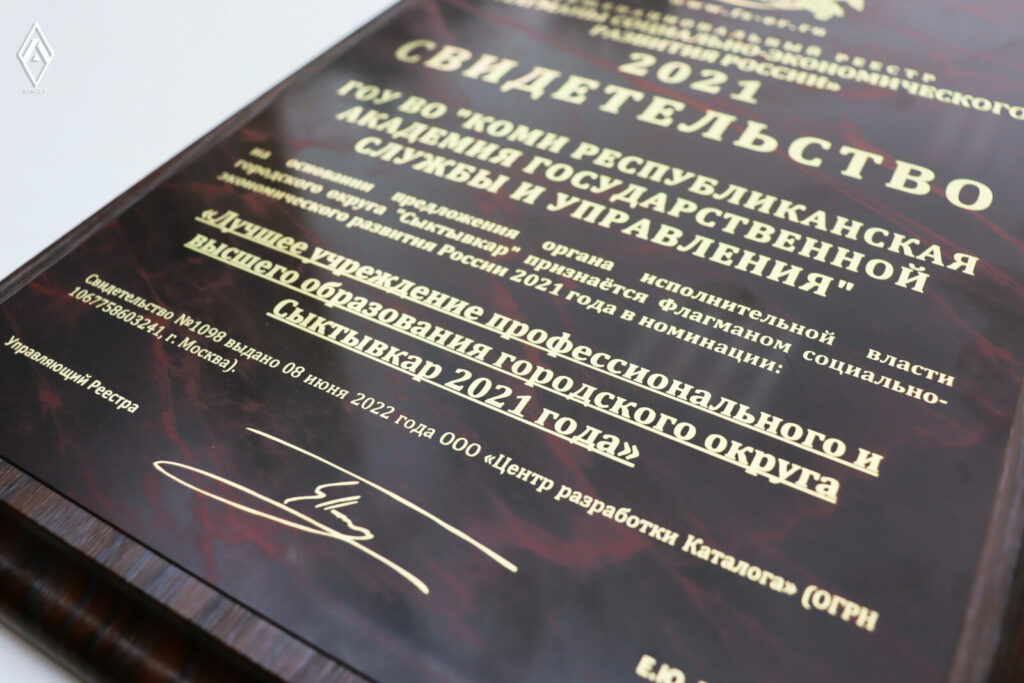 СОЦИАЛЬНО-ЭКОНОМИЧЕСКОГО
РАЗВИТИЯ РОССИИ»
2021
СВИДЕТЕЛЬСТВО
ГОУ ВО "КОМИ РЕСПУБЛИКАНСКАЯ
АКАДЕМИЯ ГОСУДАРСТВЕННОЙ
СЛУЖБЫ И УПРАВЛЕНИЯ"
на основании предложения органа исполнительной власти
городского округа "Сыктывкар" признаётся Флагманом социально-
экономического развития России 2021 года в номинации:
«Лучшее учреждение профессионального и
высшего образования городского округа
Сыктывкар 2021 года»
Свидетельство №1098 выдано 08 июня 2022 года ООО «Центр разработки Каталога» (ОГРН
1067758603241, г. Москва).
Управляющий Реестра
Е.Ю.